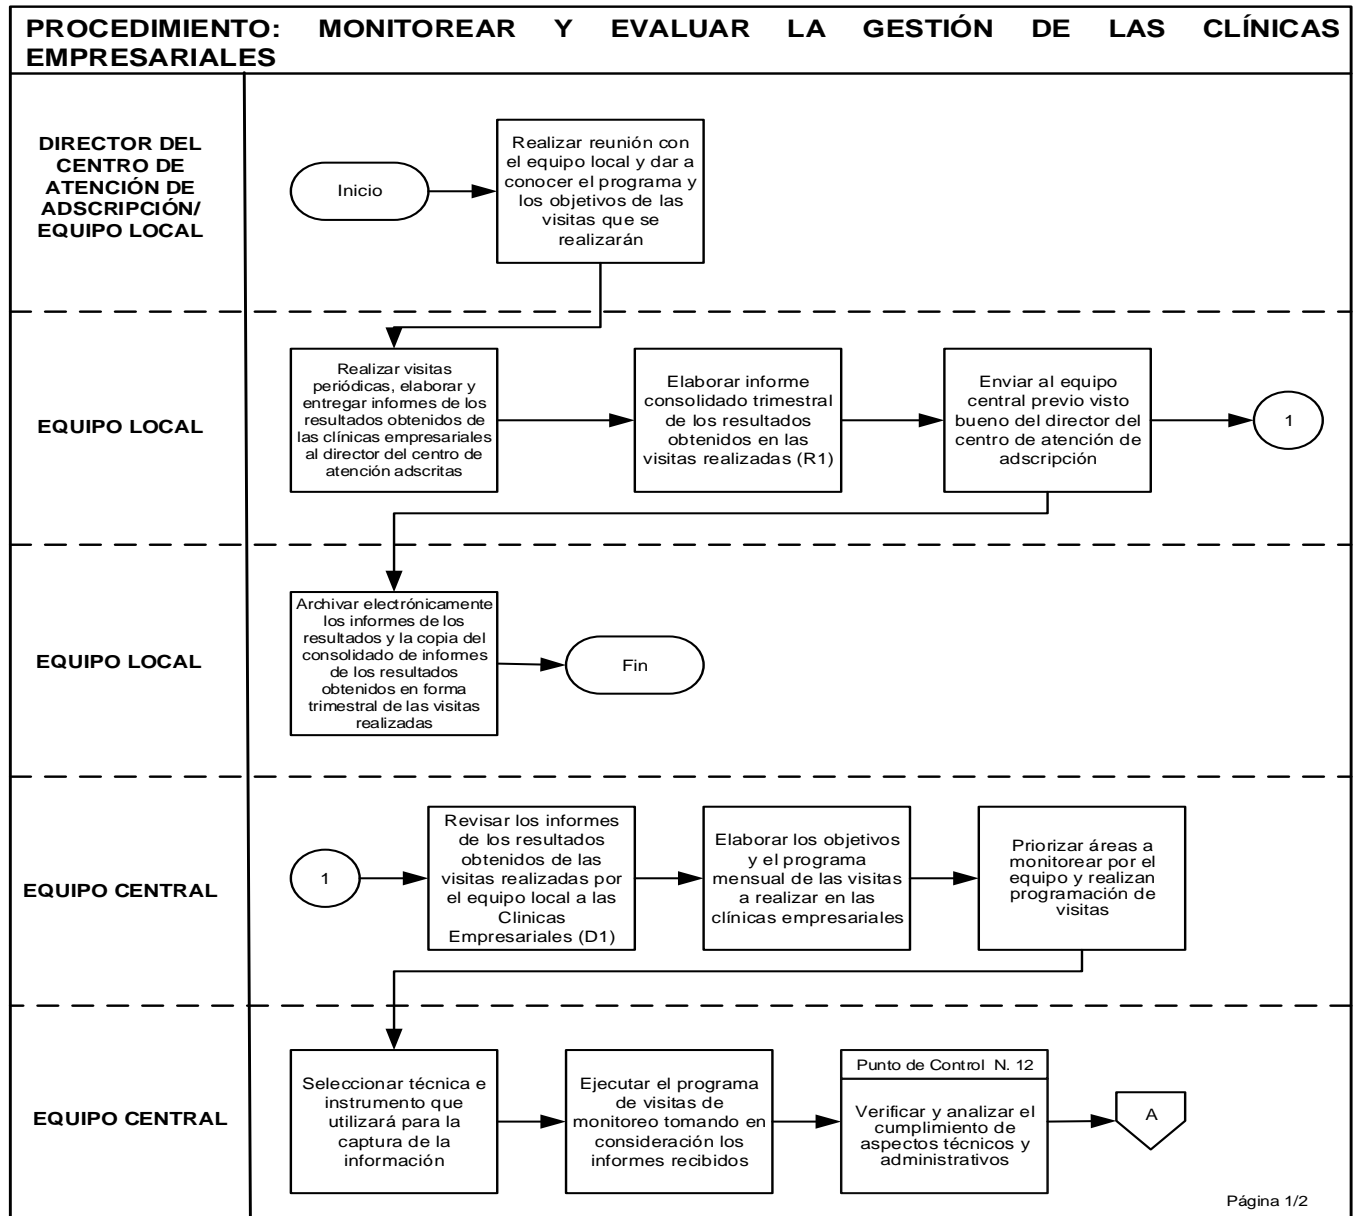 PROCEDIMIENTO: MONITOREAR Y EVALUAR LA GESTIÓN DE LAS CLÍNICAS
EMPRESARIALES
DIRECTOR DEL
CENTRO DE
ATENCIÓN DE
ADSCRIPCIÓN/
EQUIPO LOCAL
Inicio
Realizar reunión con
el equipo local y dar a
conocer el programa y
los objetivos de las
visitas que se
realizarán
EQUIPO LOCAL
Realizar visitas
periódicas, elaborar y
entregar informes de los
resultados obtenidos de
las clínicas empresariales
al director del centro de
atención adscritas
Elaborar informe
consolidado trimestral
de los resultados
obtenidos en las
visitas realizadas (R1)
Enviar al equipo
central previo visto
bueno del director del
centro de atención de
adscripción
1
EQUIPO LOCAL
Archivar electrónicamente
los informes de los
resultados y la copia del
consolidado de informes
de los resultados
obtenidos en forma
trimestral de las visitas
realizadas
Fin
EQUIPO CENTRAL
1
Revisar los informes
de los resultados
obtenidos de las
visitas realizadas por
el equipo local a las
Clinicas
Empresariales (D1)
Elaborar los objetivos
y el programa
mensual de las visitas
a realizar en las
clínicas empresariales
Priorizar áreas a
monitorear por el
equipo y realizan
programación de
visitas
EQUIPO CENTRAL
Seleccionar técnica e
instrumento que
utilizará para la
captura de la
información
Ejecutar el programa
de visitas de
monitoreo tomando en
consideración los
informes recibidos
Punto de Control N. 12
Verificar y analizar el
cumplimiento de
aspectos técnicos y
administrativos
A
Página 1/2